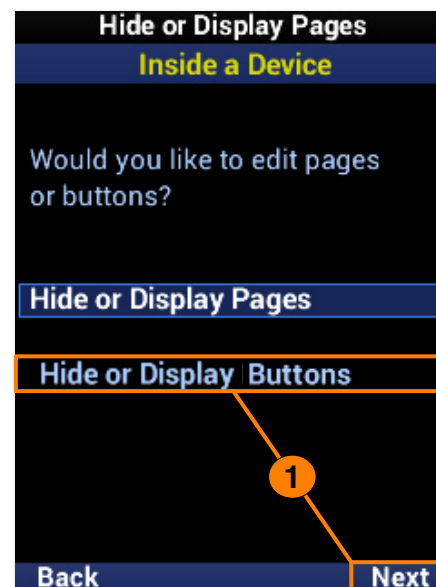 Hide or Display Pages
Inside a Device
Would you like to edit pages
or buttons?
Hide or Display Pages
Hide or Display Buttons
1
Back Next